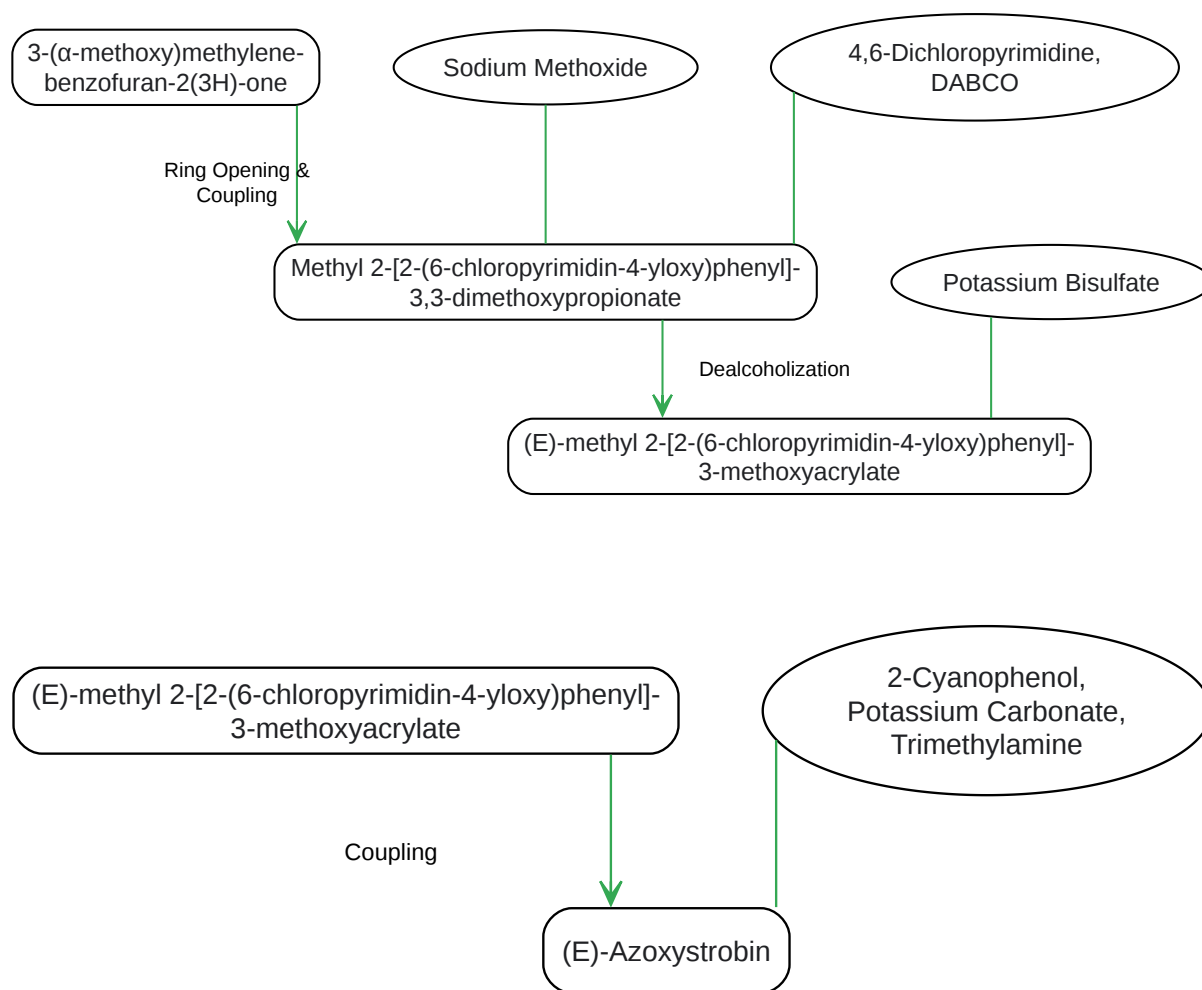 3-(α-methoxy)methylene-
benzofuran-2(3H)-one
Sodium Methoxide
4,6-Dichloropyrimidine,
DABCO
Ring Opening &
Coupling
Methyl 2-[2-(6-chloropyrimidin-4-yloxy)phenyl]-
3,3-dimethoxypropionate
Potassium Bisulfate
Dealcoholization
(E)-methyl 2-[2-(6-chloropyrimidin-4-yloxy)phenyl]-
3-methoxyacrylate
(E)-methyl 2-[2-(6-chloropyrimidin-4-yloxy)phenyl]-
3-methoxyacrylate
2-Cyanophenol,
Potassium Carbonate,
Trimethylamine
Coupling
(E)-Azoxystrobin